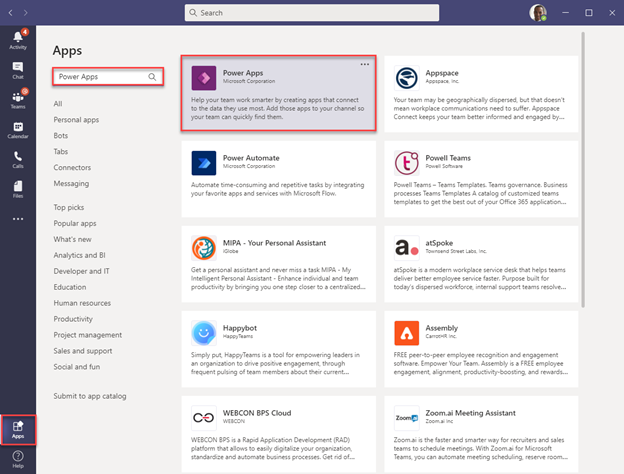 Search
4
Activity
Chat
10
Teams
Calendar
Calls
Files
Apps
Help
Apps
Power Apps
All
Personal apps
Bots
Tabs
Connectors
Messaging
Top picks
Popular apps
What's new
Analytics and BI
Developer and IT
Education
Human resources
Productivity
Project management
Sales and support
Social and fun
Submit to app catalog
Power Apps
Microsoft Corporation
Help your team work smarter by creating apps that connect
to the data they use most. Add those apps to your channel so
your team can quickly find them.
Appspace
Appspace, Inc.
Your team may be geographically dispersed, but that doesn't
mean workplace communications need to suffer. Appspace
Connect keeps your team better informed and engaged by...
Power Automate
Microsoft Corporation
Automate time-consuming and repetitive tasks by integrating
your favorite apps and services with Microsoft Flow.
Powell Teams
Powell Software
Powell Teams – Teams Templates. Teams governance. Business
processes Teams Templates A catalog of customized teams
templates to get the best out of your Office 365 application...
MIPA - Your Personal Assistant
iGlobe
Get a personal assistant and never miss a task MIPA - My
Intelligent Personal Assistant - Enhance individual and team
productivity by bringing you one step closer to a centralized...
atSpoke
Townsend Street Labs, Inc.
atSpoke is a modern workplace service desk that helps teams
deliver better employee service faster. Purpose built for
today's dispersed workforce, internal support teams resolve...
Happybot
HappyTeams
Simply put, HappyTeams is a tool for empowering leaders in
an organization to drive positive engagement, through
frequent pulsing of team members about their current...
Assembly
CarrotHR Inc.
FREE peer-to-peer employee recognition and engagement
software. Empower Your Team. Assembly is a FREE employee
engagement, alignment, productivity-boosting, and rewards...
WEBCON BPS Cloud
WEBCON
WEBCON BPS is a Rapid Application Development (RAD)
platform that allows to easily digitalize your organization,
standardize and automate business processes. Get rid of...
Zoom.ai
Zoom.ai Meeting Assistant
Zoom.ai Inc
Zoom.ai is the faster and smarter way for recruiters and sales
teams to schedule meetings. With Zoom.ai for Microsoft
Teams, you can automate meeting scheduling, reserve room...